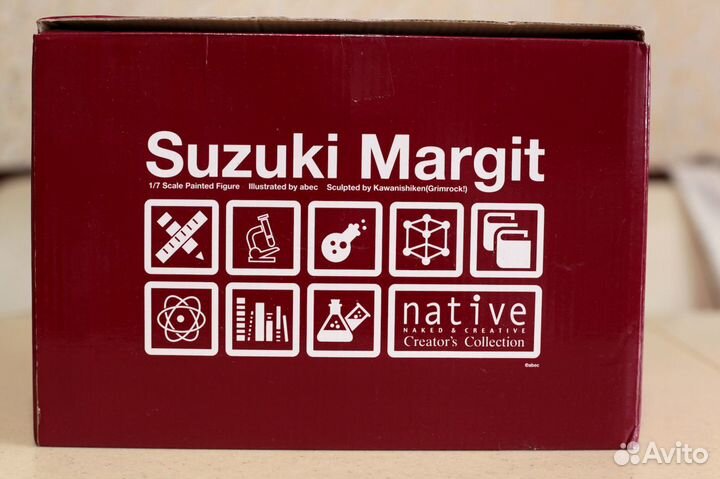 Suzuki Margit
1/7 Scale Painted Figure Illustrated by abec Sculpted by Kawanishiken(Grimrock!)
native
NAKED & CREATIVE
Creator's Collection
©abec
Avito